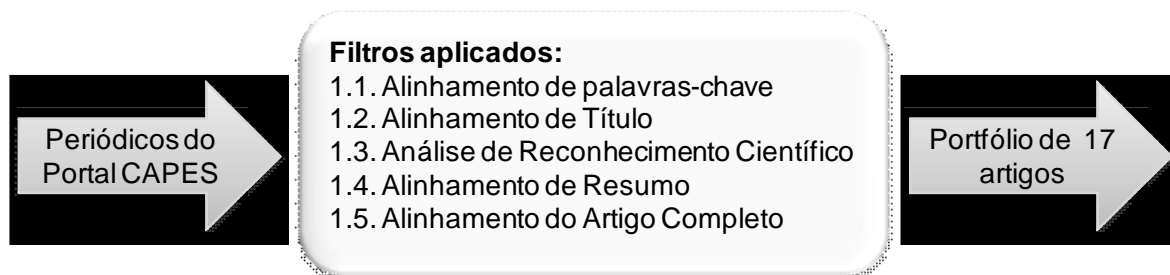 Periódicos do
Portal CAPES
Filtros aplicados:
1.1. Alinhamento de palavras-chave
1.2. Alinhamento de Título
1.3. Análise de Reconhecimento Científico
1.4. Alinhamento de Resumo
1.5. Alinhamento do Artigo Completo
Portfólio de 17
artigos